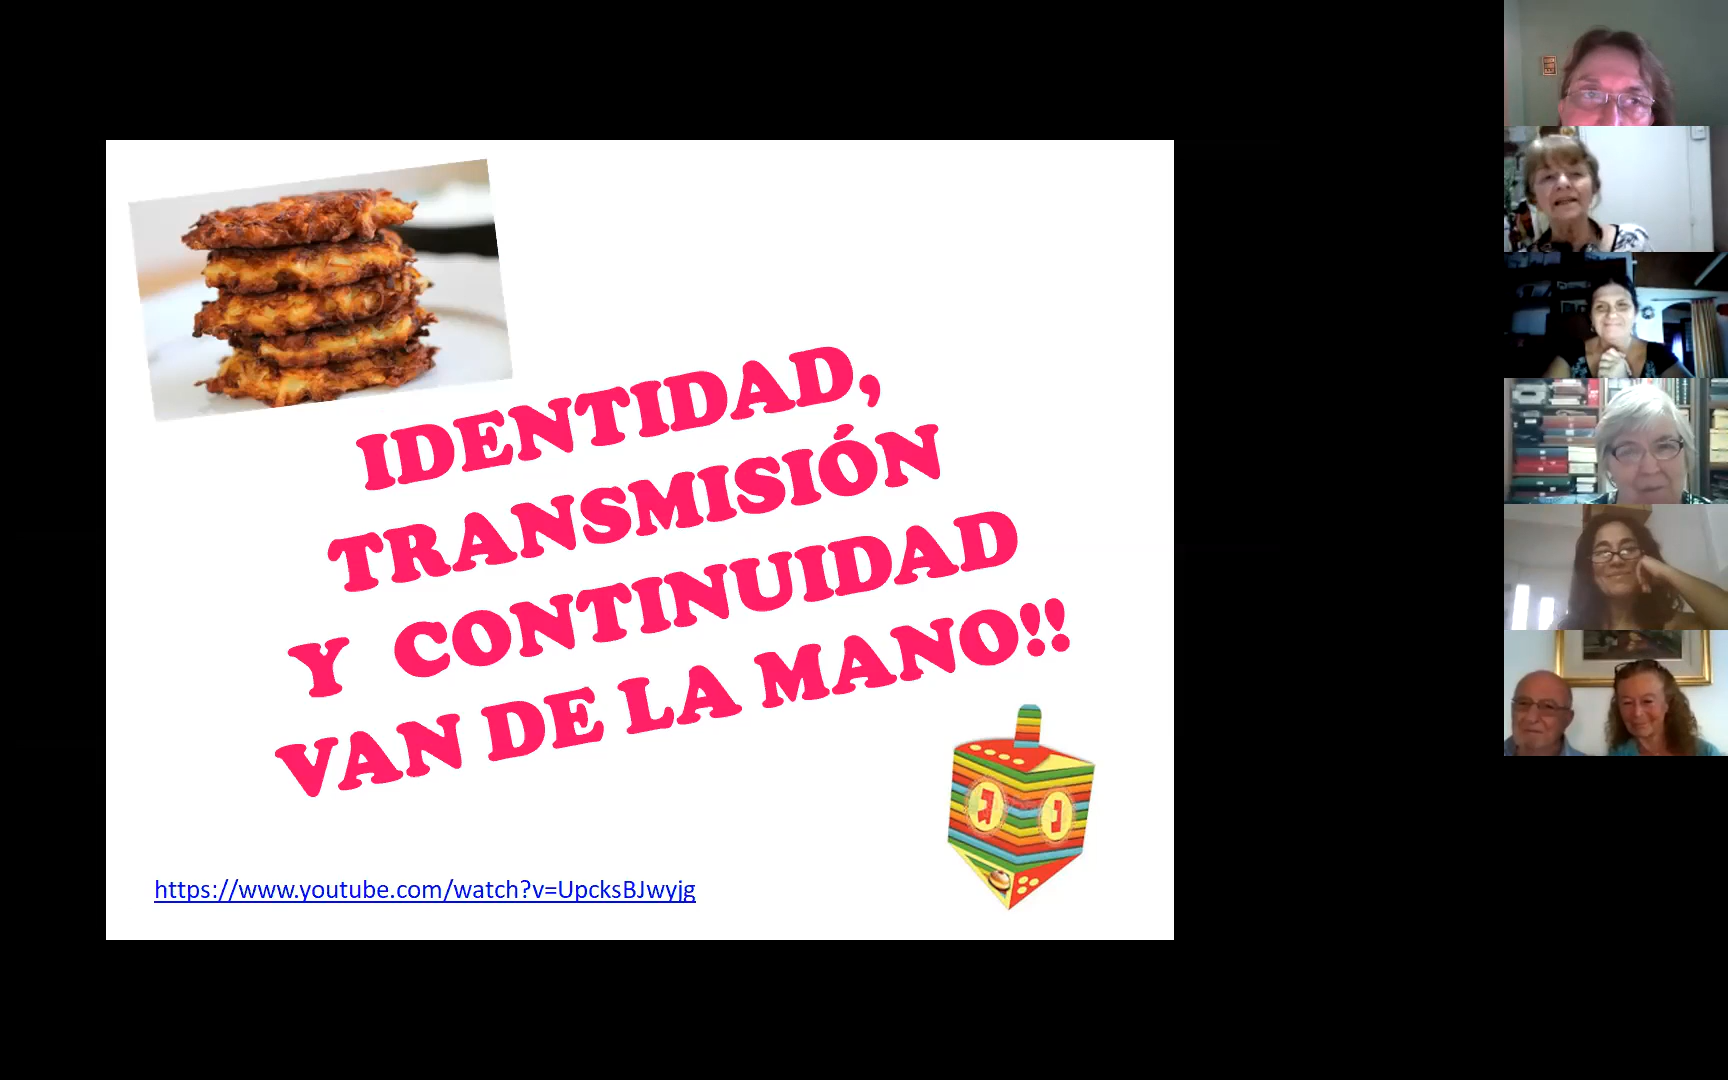 IDENTIDAD,
TRANSMISIÓN
Y CONTINUIDAD
VAN DE LA MANO!!
https://www.youtube.com/watch?v=UpcksBJwyjg